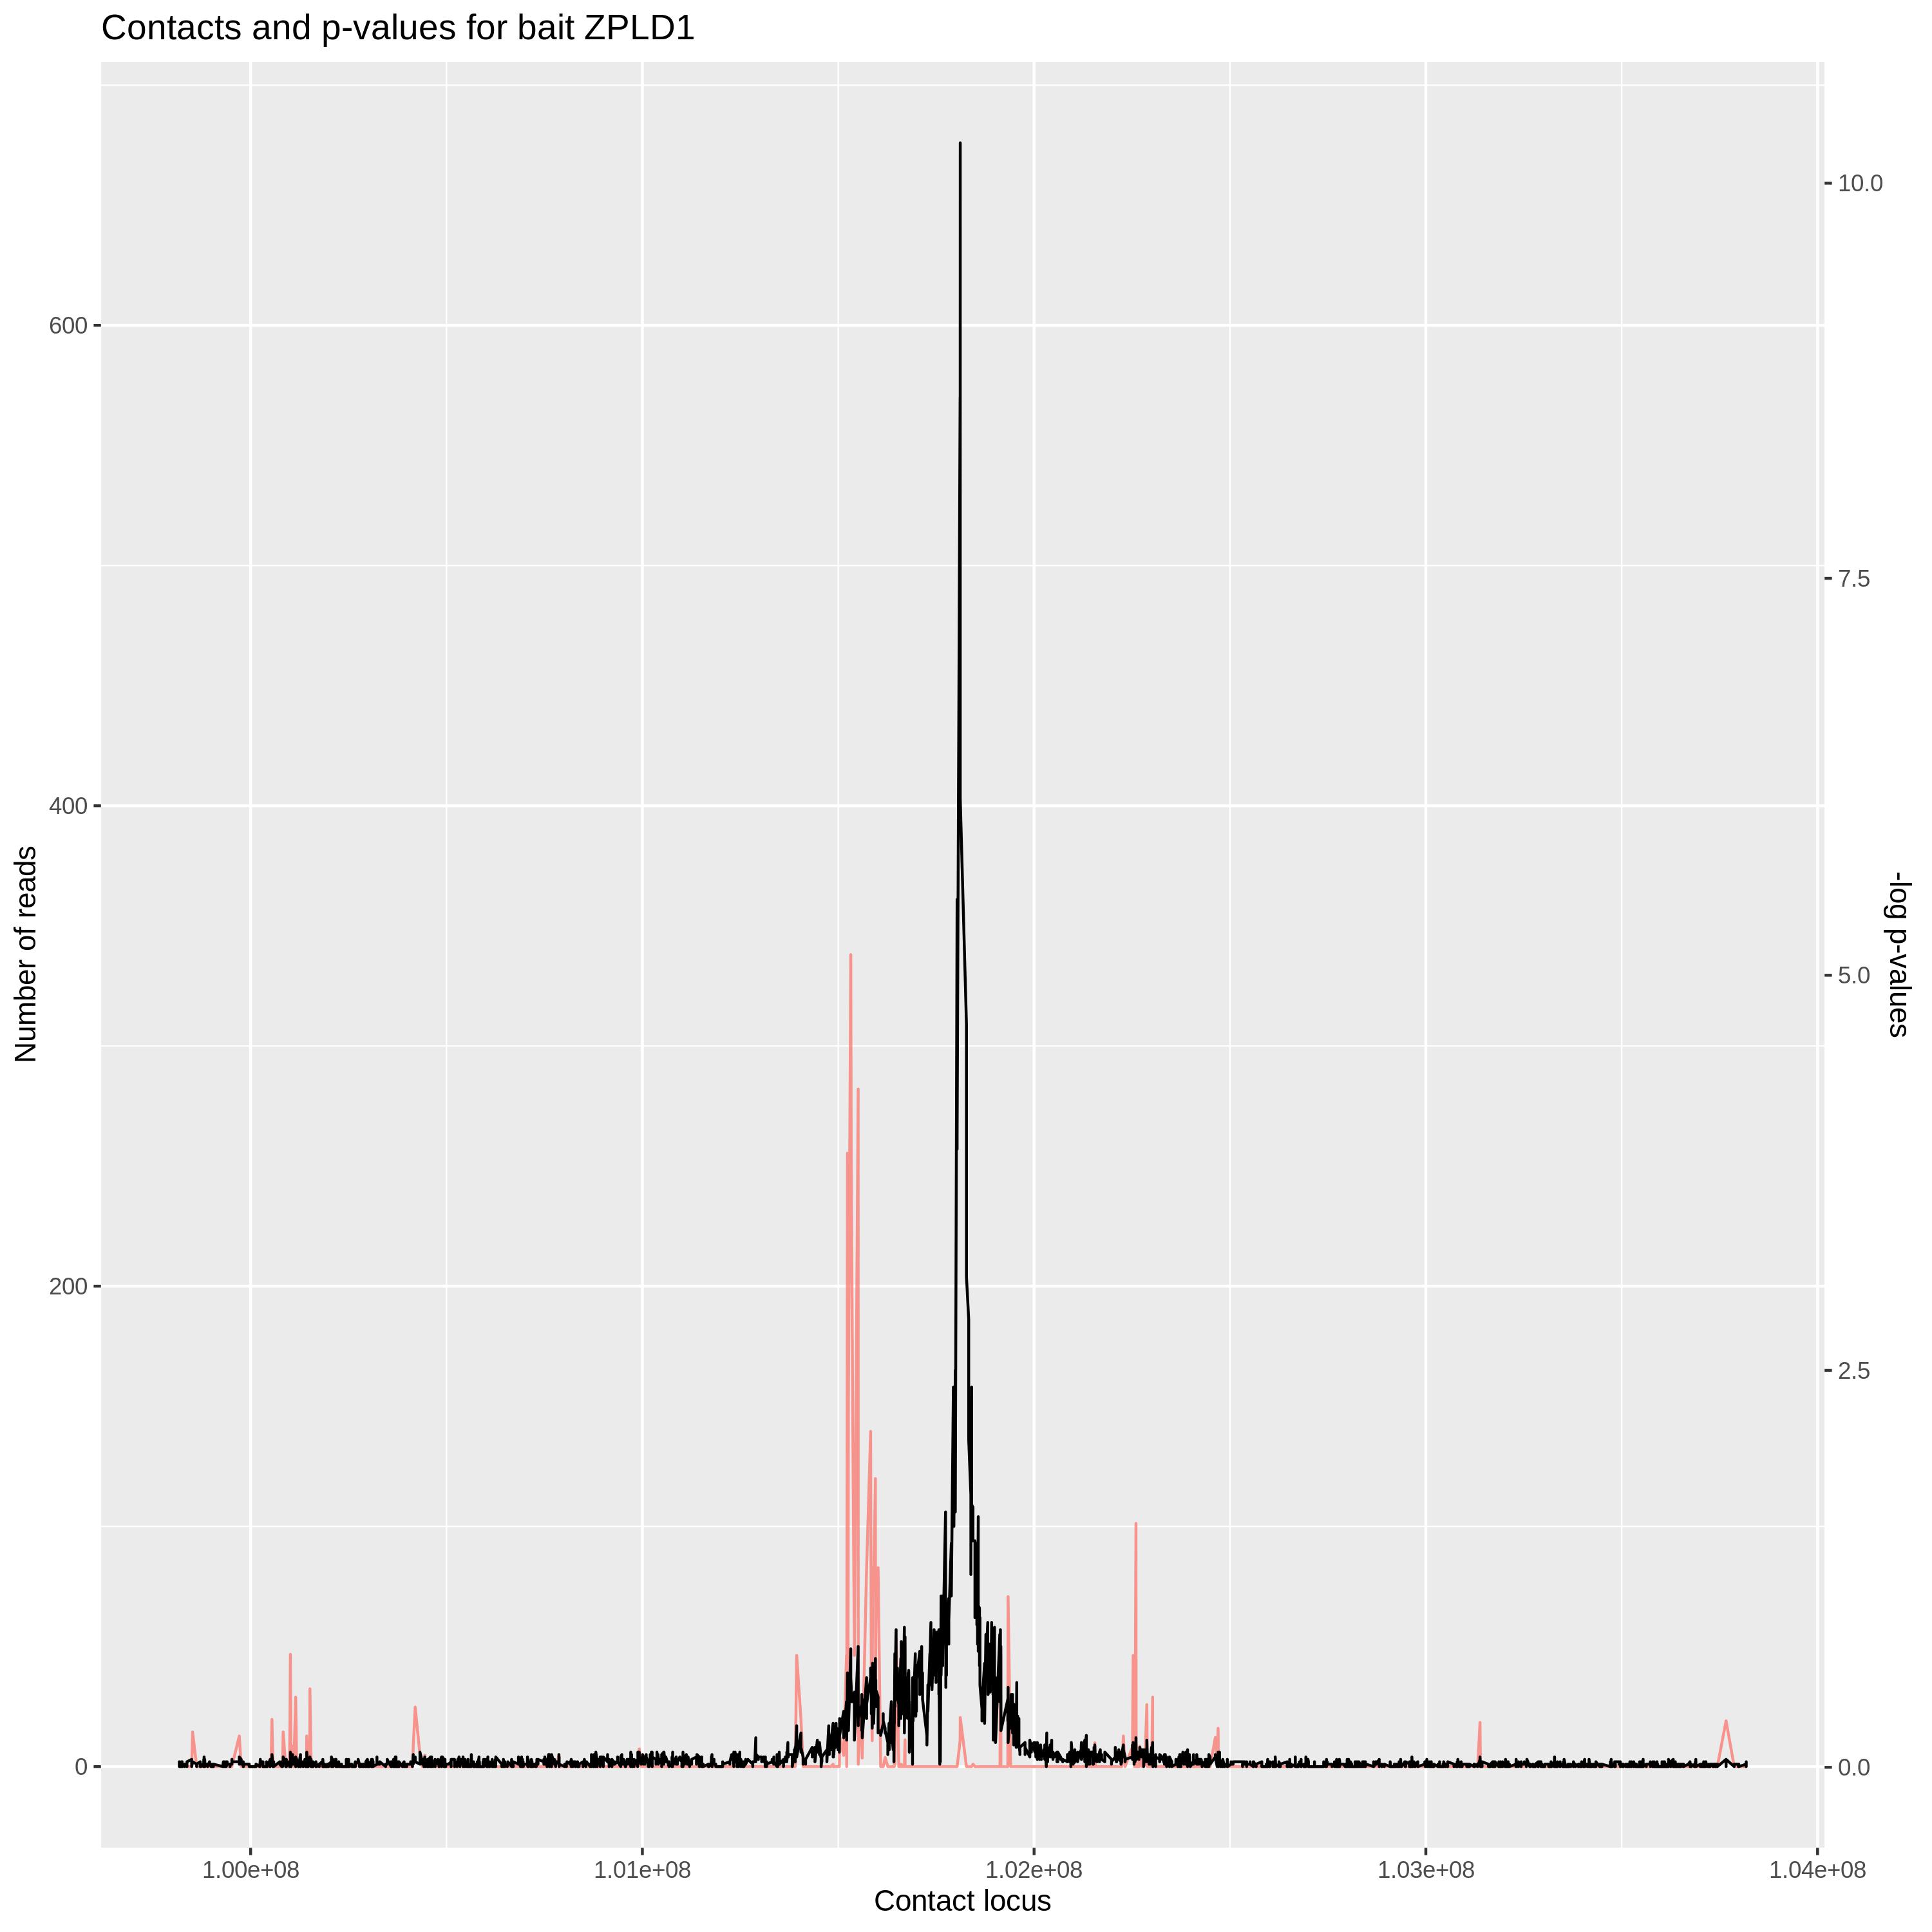 Contacts and p-values for bait ZPLD1
600
400
200
0
Number of reads
10.0
7.5
5.0
2.5
0.0
-log p-values
1.00e+08
1.01e+08
1.02e+08
1.03e+08
1.04e+08
Contact locus